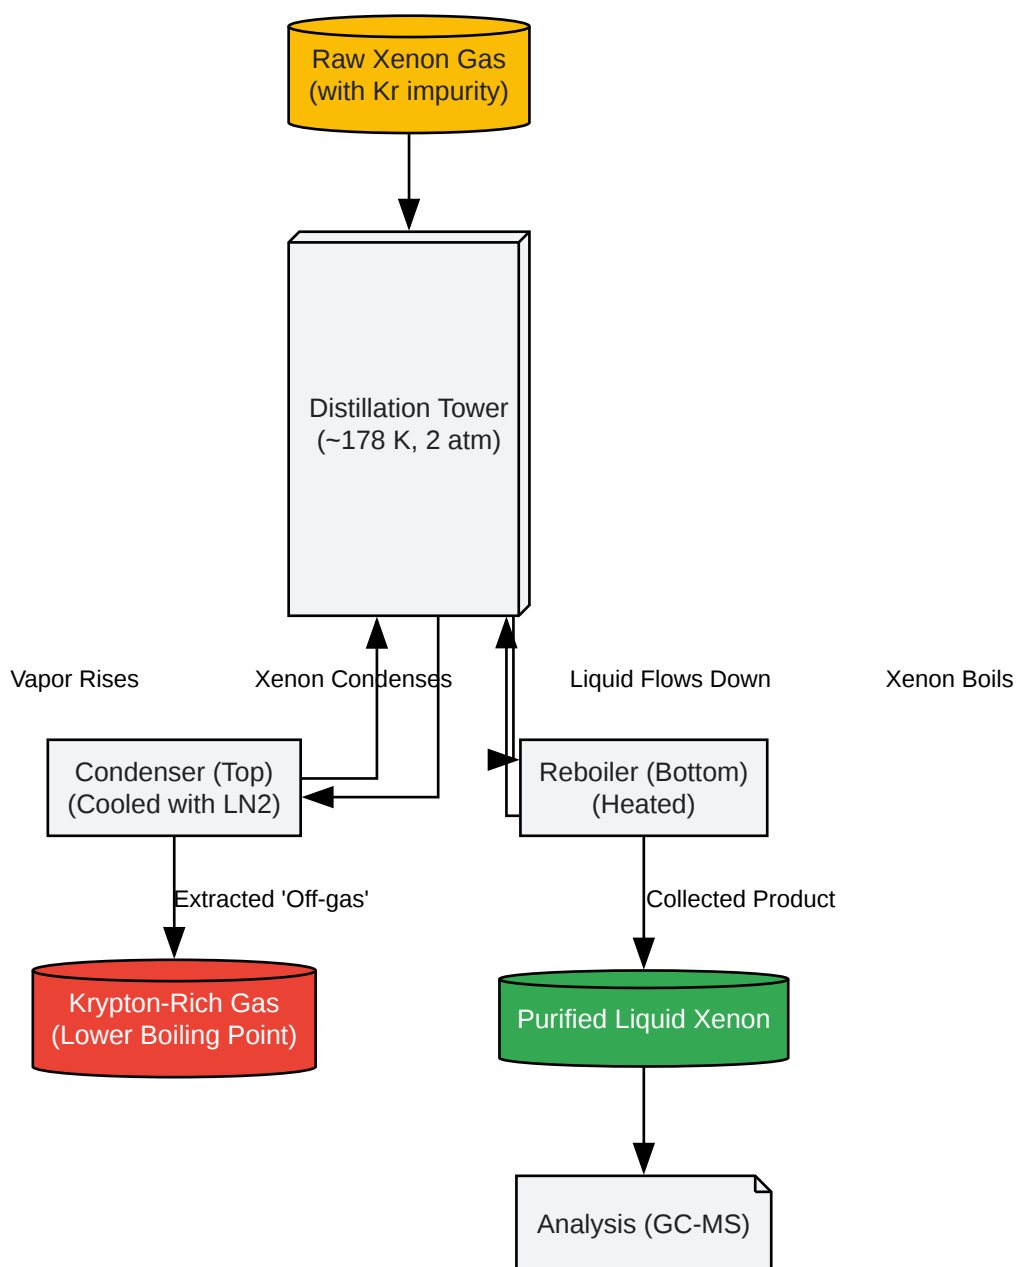 Raw Xenon Gas
(with Kr impurity)
Distillation Tower
(~178 K, 2 atm)
Vapor Rises
Xenon Condenses
Liquid Flows Down
Xenon Boils
Condenser (Top)
(Cooled with LN2)
Reboiler (Bottom)
(Heated)
Extracted 'Off-gas'
Collected Product
Krypton-Rich Gas
(Lower Boiling Point)
Purified Liquid Xenon
Analysis (GC-MS)